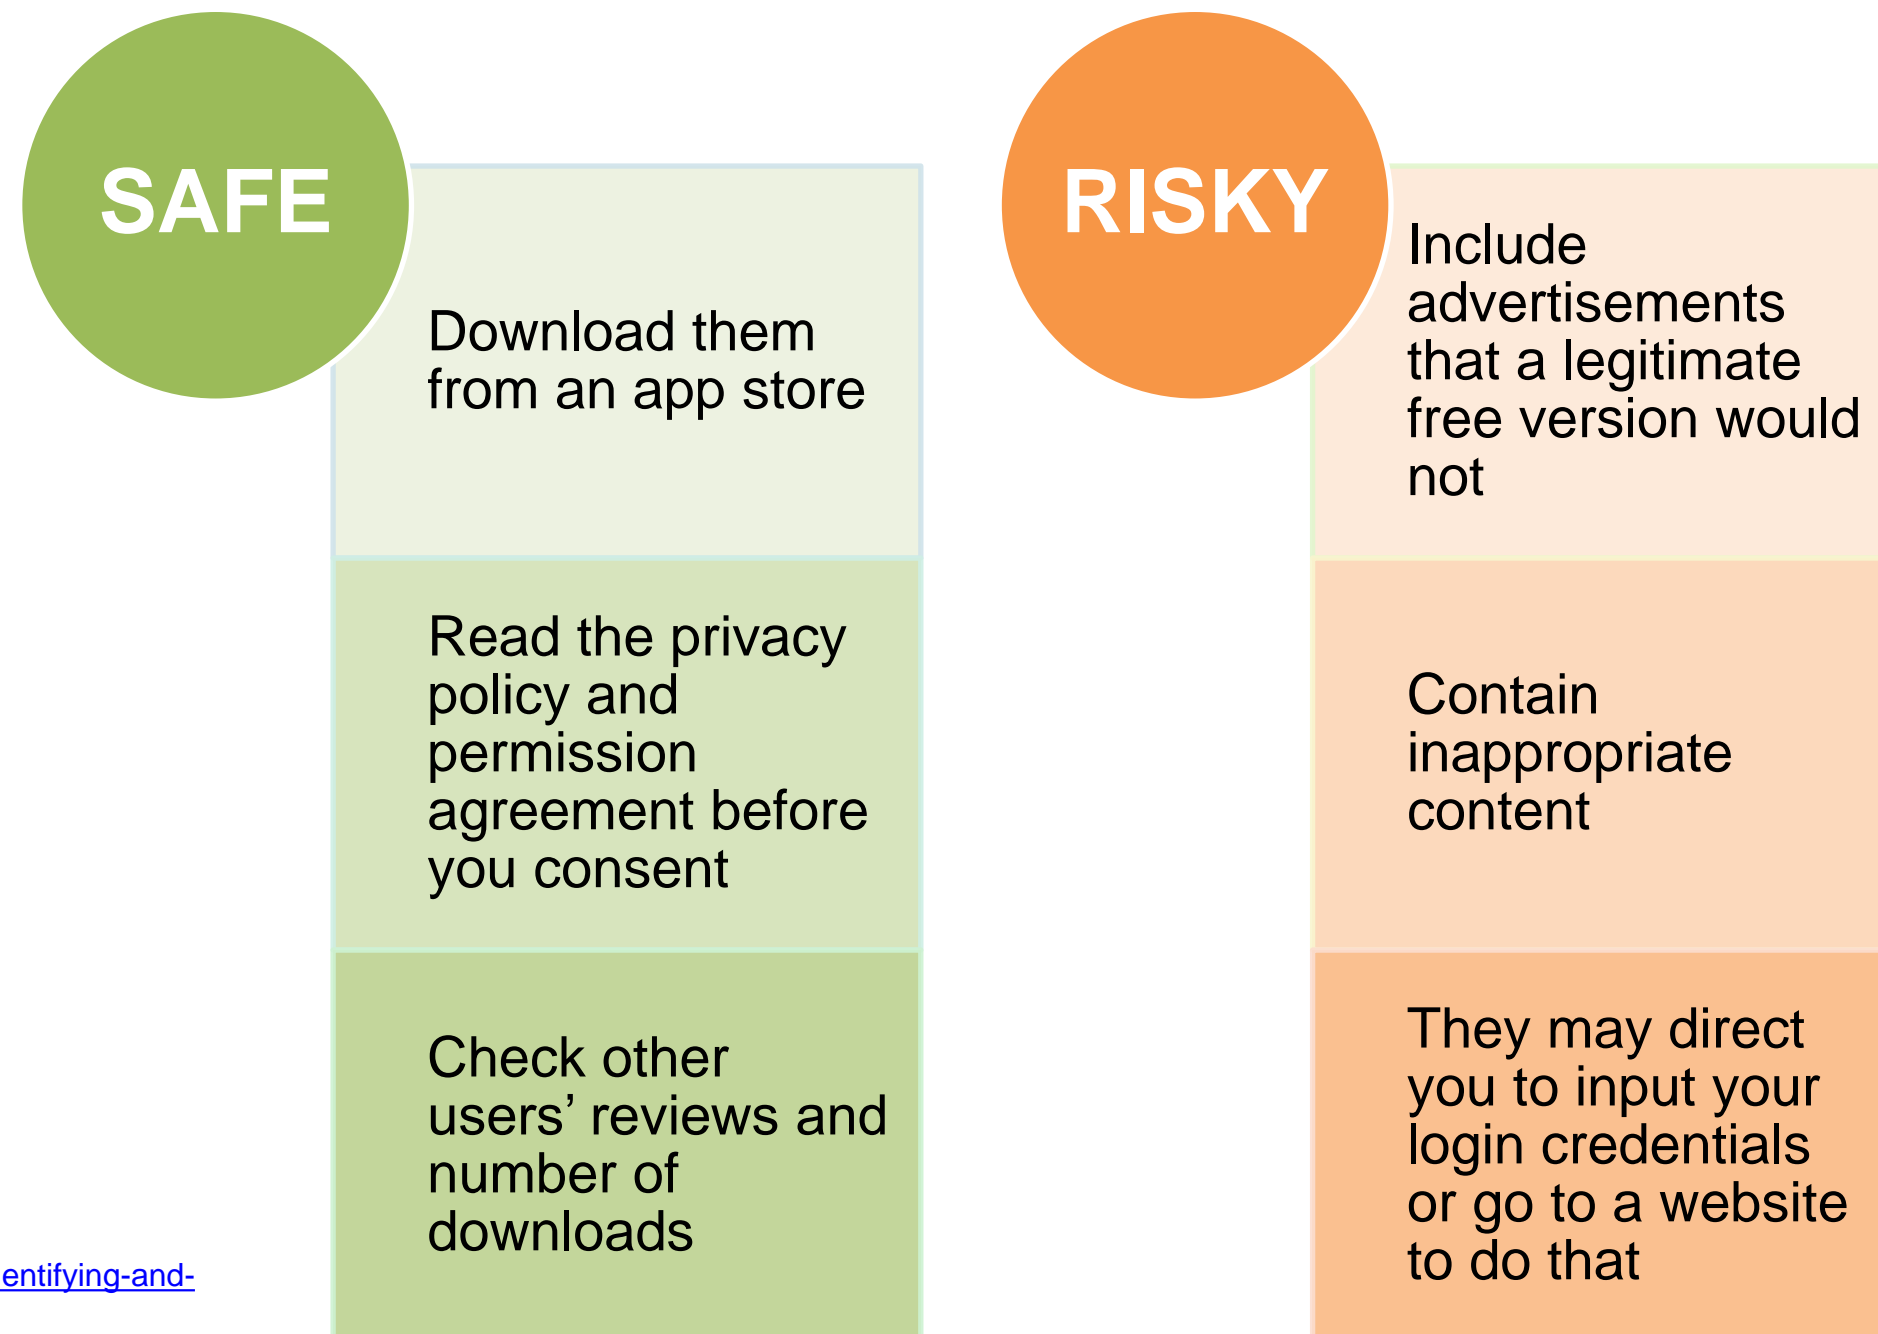 SAFE
Download them
from an app store
Read the privacy
policy and
permission
agreement before
you consent
Check other
users’ reviews and
number of
downloads
RISKY
Include
advertisements
that a legitimate
free version would
not
Contain
inappropriate
content
They may direct
you to input your
login credentials
or go to a website
to do that
entifying-and-